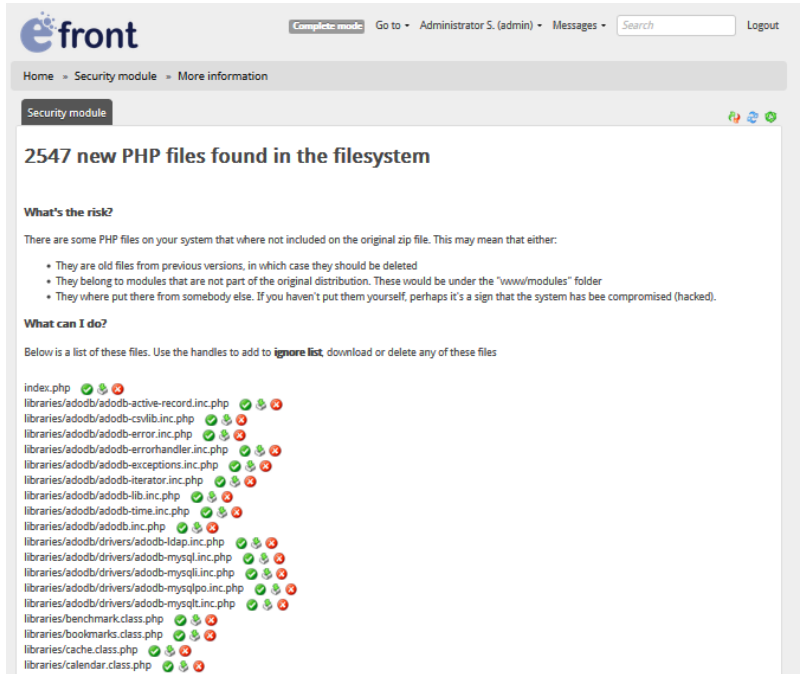 efront
Complete mode Go to Administrator S. (admin) Messages Search Logout
Home » Security module » More information
Security module
2547 new PHP files found in the filesystem
What's the risk?
There are some PHP files on your system that where not included on the original zip file. This may mean that either:
• They are old files from previous versions, in which case they should be deleted
• They belong to modules that are not part of the original distribution. These would be under the "www/modules" folder
• They where put there from somebody else. If you haven't put them yourself, perhaps it's a sign that the system has bee compromised (hacked).
What can I do?
Below is a list of these files. Use the handles to add to ignore list, download or delete any of these files
index.php
libraries/adodb/adodb-active-record.inc.php
libraries/adodb/adodb-csvlib.inc.php
libraries/adodb/adodb-error.inc.php
libraries/adodb/adodb-errorhandler.inc.php
libraries/adodb/adodb-exceptions.inc.php
libraries/adodb/adodb-iterator.inc.php
libraries/adodb/adodb-lib.inc.php
libraries/adodb/adodb-time.inc.php
libraries/adodb/adodb.inc.php
libraries/adodb/drivers/adodb-ldap.inc.php
libraries/adodb/drivers/adodb-mysql.inc.php
libraries/adodb/drivers/adodb-mysqli.inc.php
libraries/adodb/drivers/adodb-mysqlpo.inc.php
libraries/adodb/drivers/adodb-mysqlt.inc.php
libraries/benchmark.class.php
libraries/bookmarks.class.php
libraries/cache.class.php
libraries/calendar.class.php